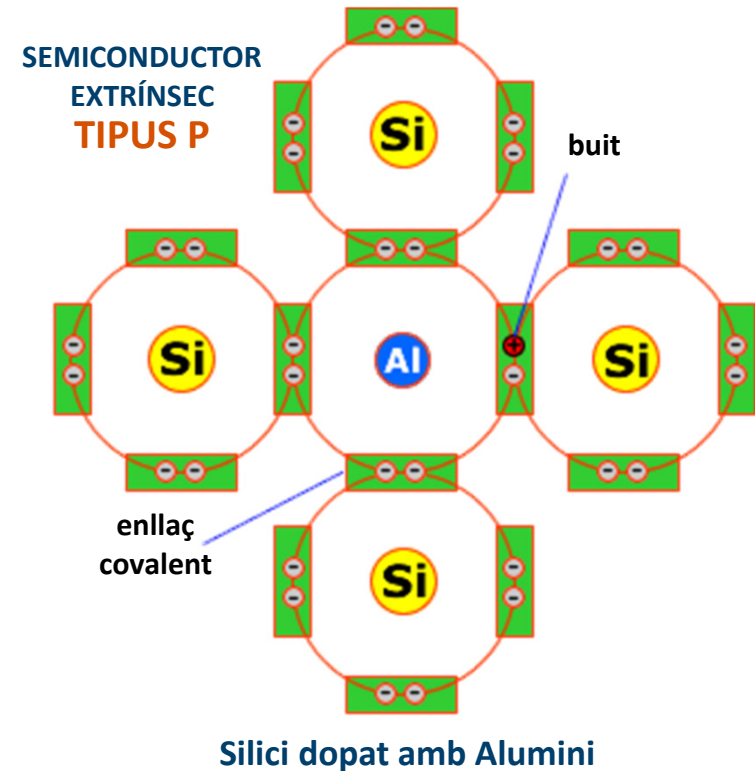 SEMICONDUCTOR
EXTRÍNSEC
TIPUS P
Si
buit
Si
Al
Si
enllaç
covalent
Si
Silici dopat amb Alumini